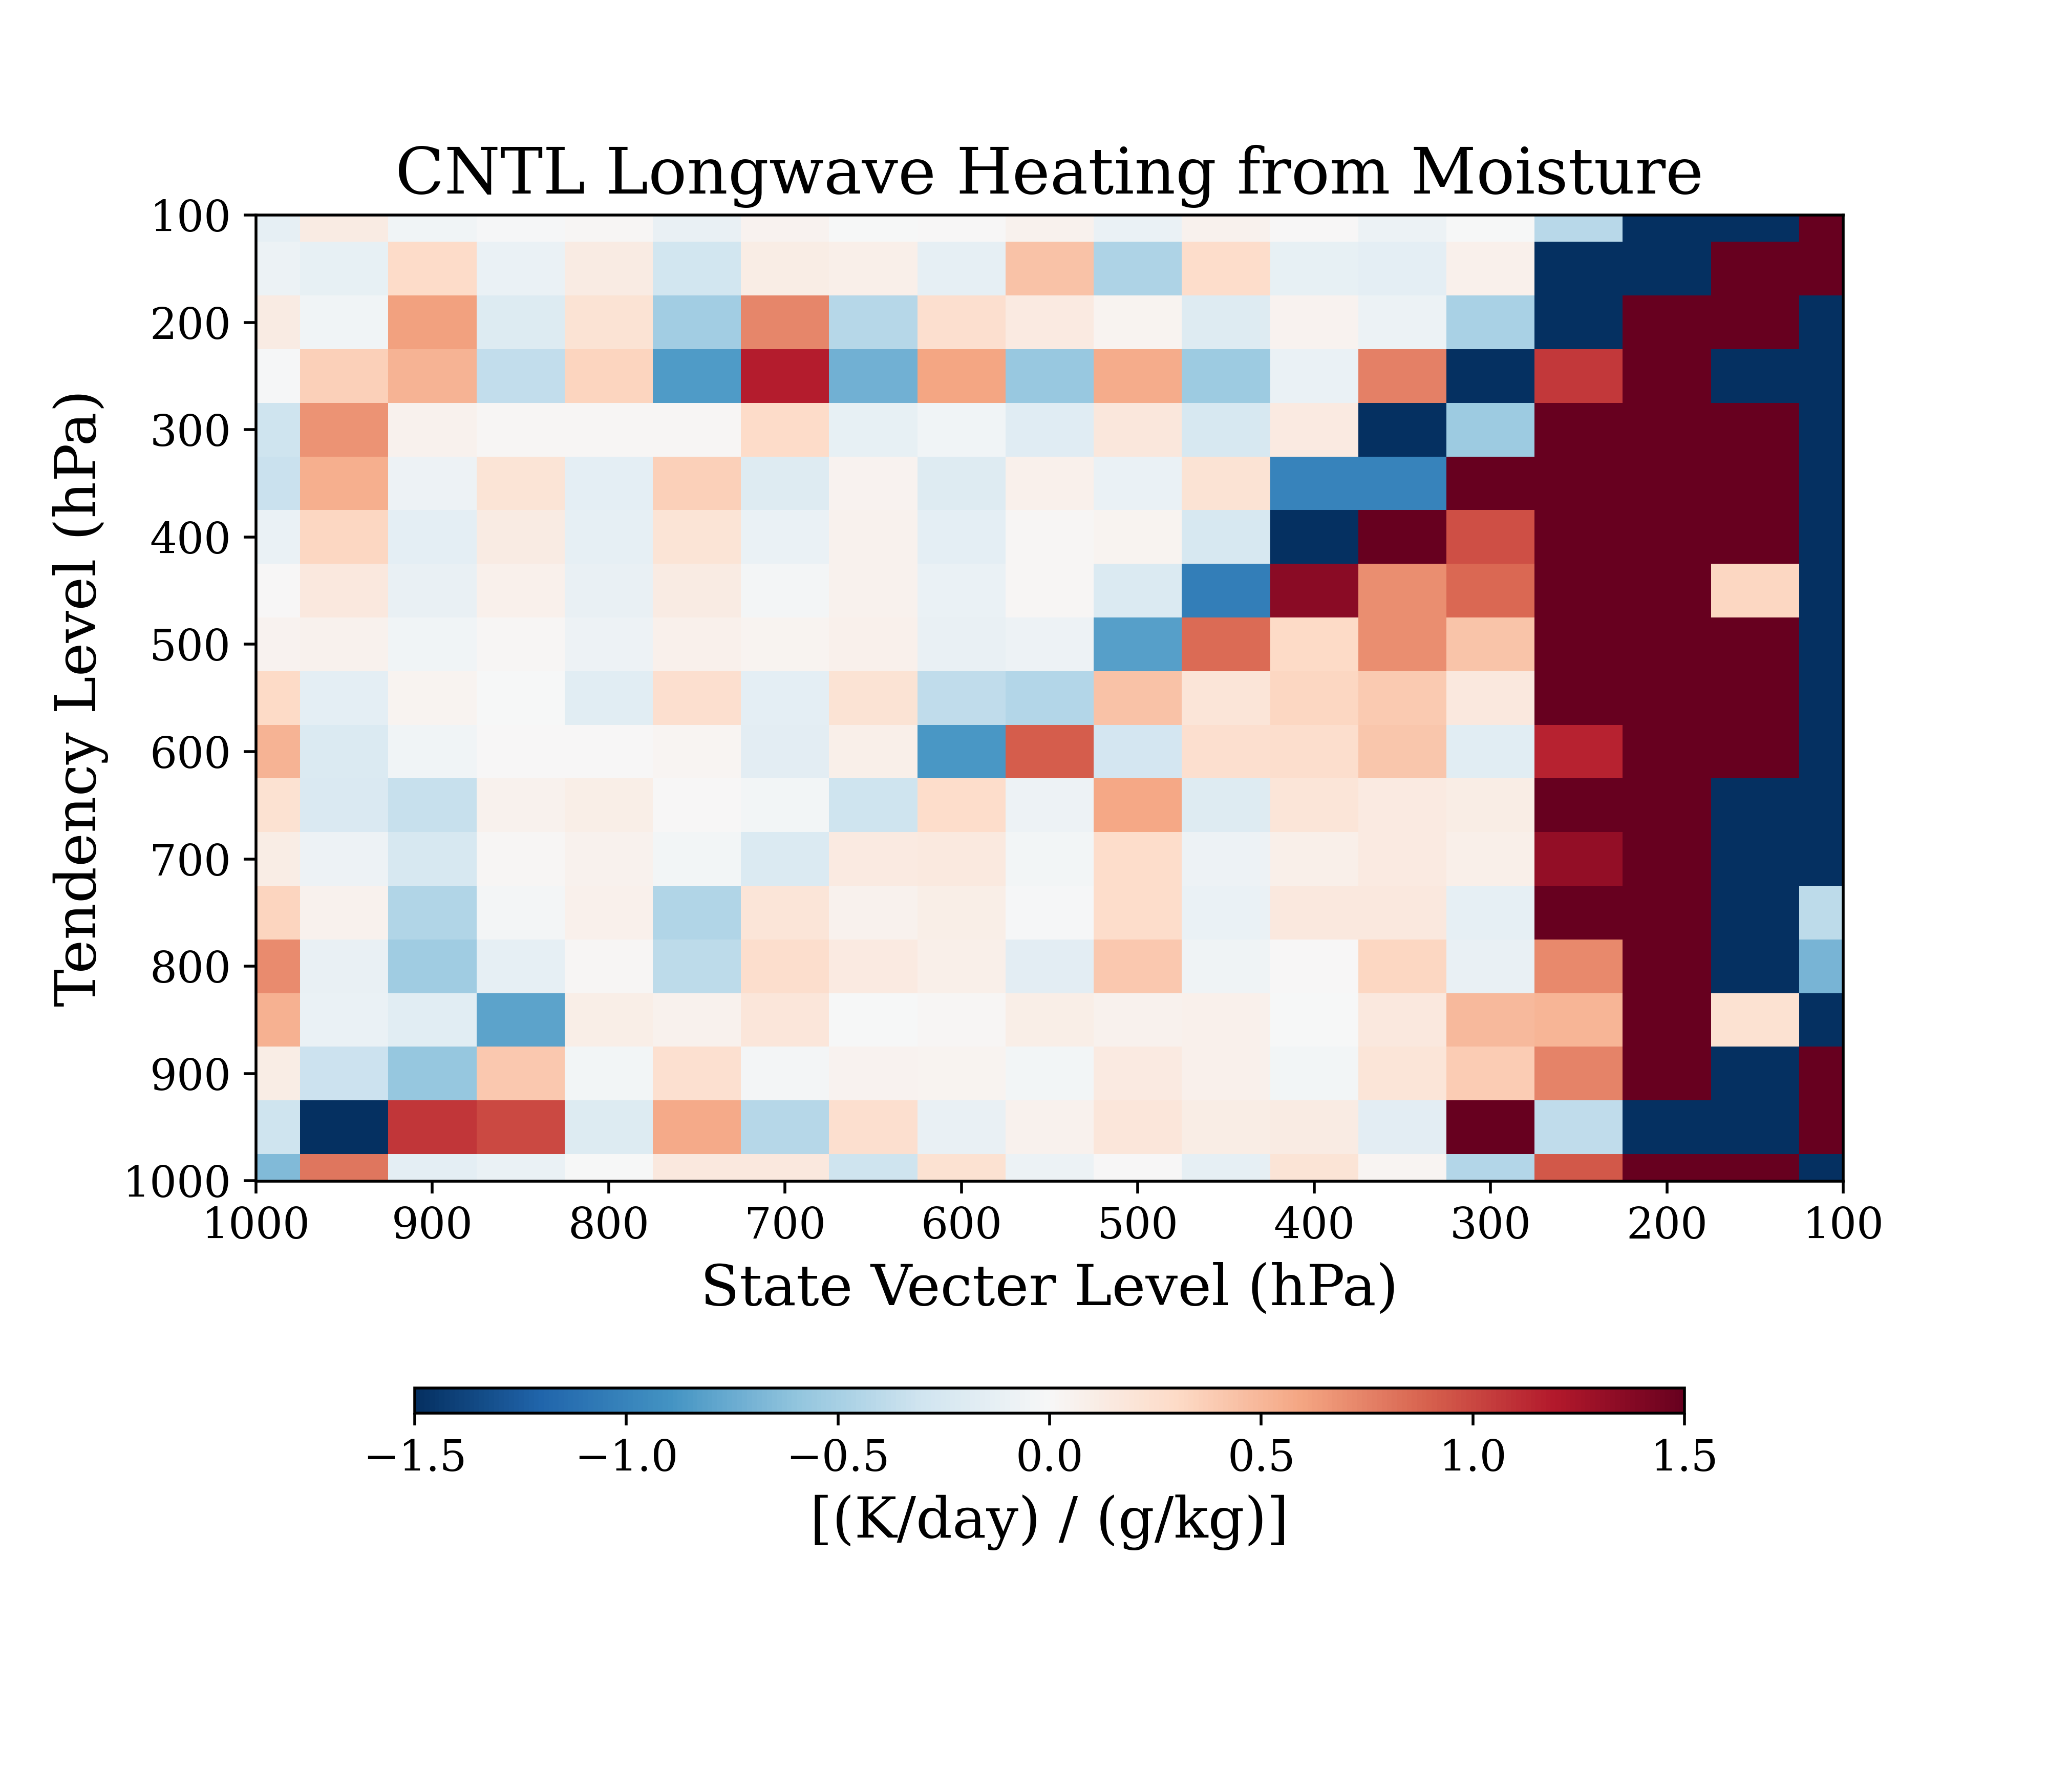 CNTL Longwave Heating from Moisture
100
200
300
400
500
600
700
800
900
1000
Tendency Level (hPa)
1000 900 800 700 600 500 400 300 200 100
State Vecter Level (hPa)
−1.5 −1.0 −0.5 0.0 0.5 1.0 1.5
[(K/day) / (g/kg)]